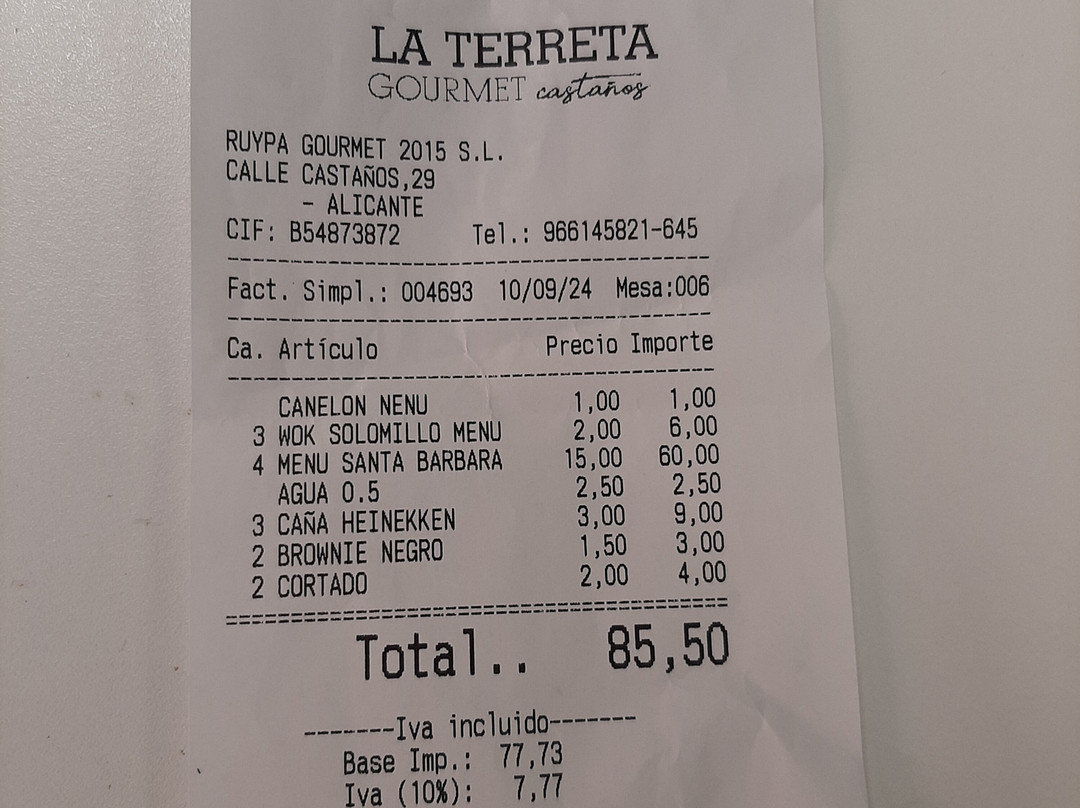 LA TERRETA
GOURMET castaños
RUYPA GOURMET 2015 S.L.
CALLE CASTAÑOS,29
- ALICANTE
CIF: B54873872 Tel.: 966145821-645
Fact. Simpl.: 004693 10/09/24 Mesa:006
Ca. Artículo Precio Importe
CANELON NENU 1,00 1,00
3 WOK SOLOMILLO MENU 2,00 6,00
4 MENU SANTA BARBARA 15,00 60,00
AGUA 0.5 2,50 2,50
3 CAÑA HEINEKKEN 3,00 9,00
2 BROWNIE NEGRO 1,50 3,00
2 CORTADO 2,00 4,00
Total.. 85,50
-------Iva incluido-------
Base Imp.: 77,73
Iva (10%): 7,77